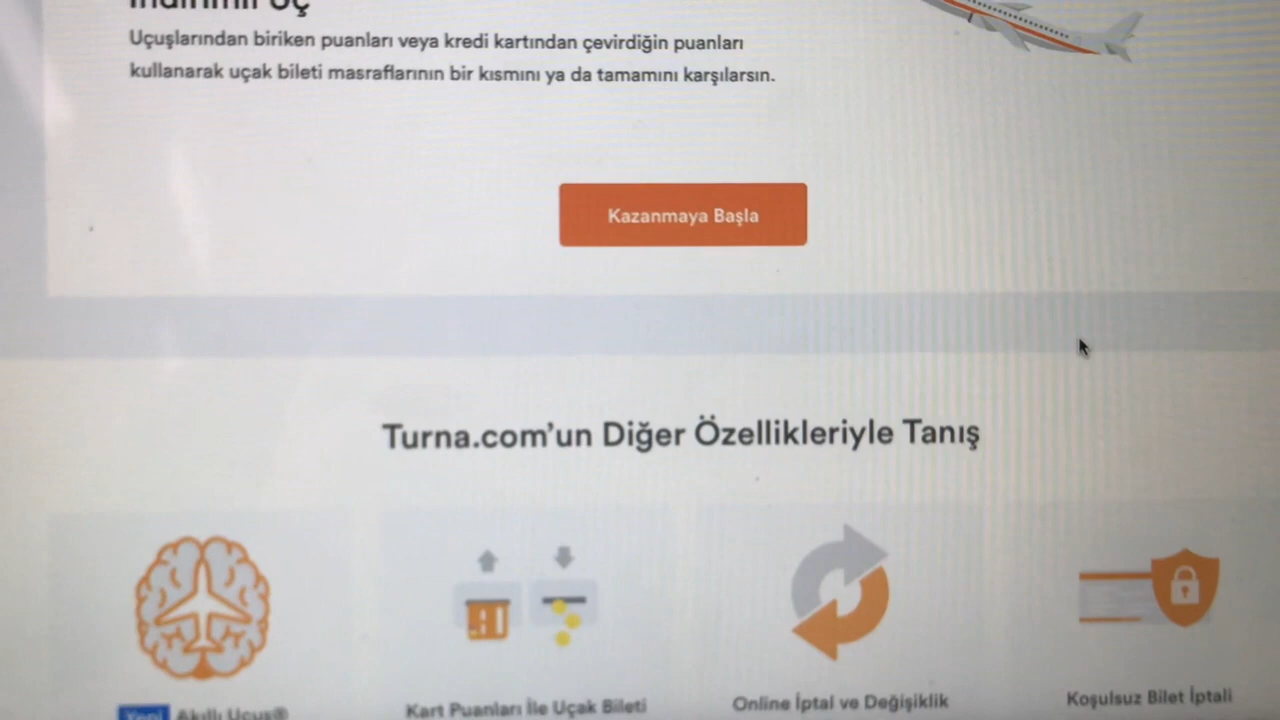 İndirimli Uç
Uçuşlarından biriken puanları veya kredi kartından çevirdiğin puanları
kullanarak uçak bileti masraflarının bir kısmını ya da tamamını karşılarsın.
Kazanmaya Başla
Turna.com'un Diğer Özellikleriyle Tanış
Yeni Akıllı Uçuş®
Kart Puanları İle Uçak Bileti
Online İptal ve Değişiklik
Koşulsuz Bilet İptali